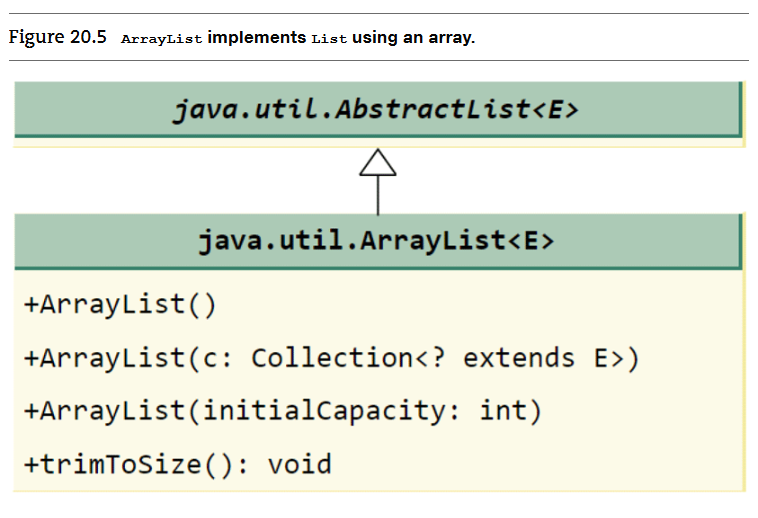 Figure 20.5 ArrayList implements List using an array.
java.util.AbstractList<E>
java.util.ArrayList<E>
+ArrayList()
+ArrayList(c: Collection<? extends E>)
+ArrayList(initialCapacity: int)
+trimToSize(): void